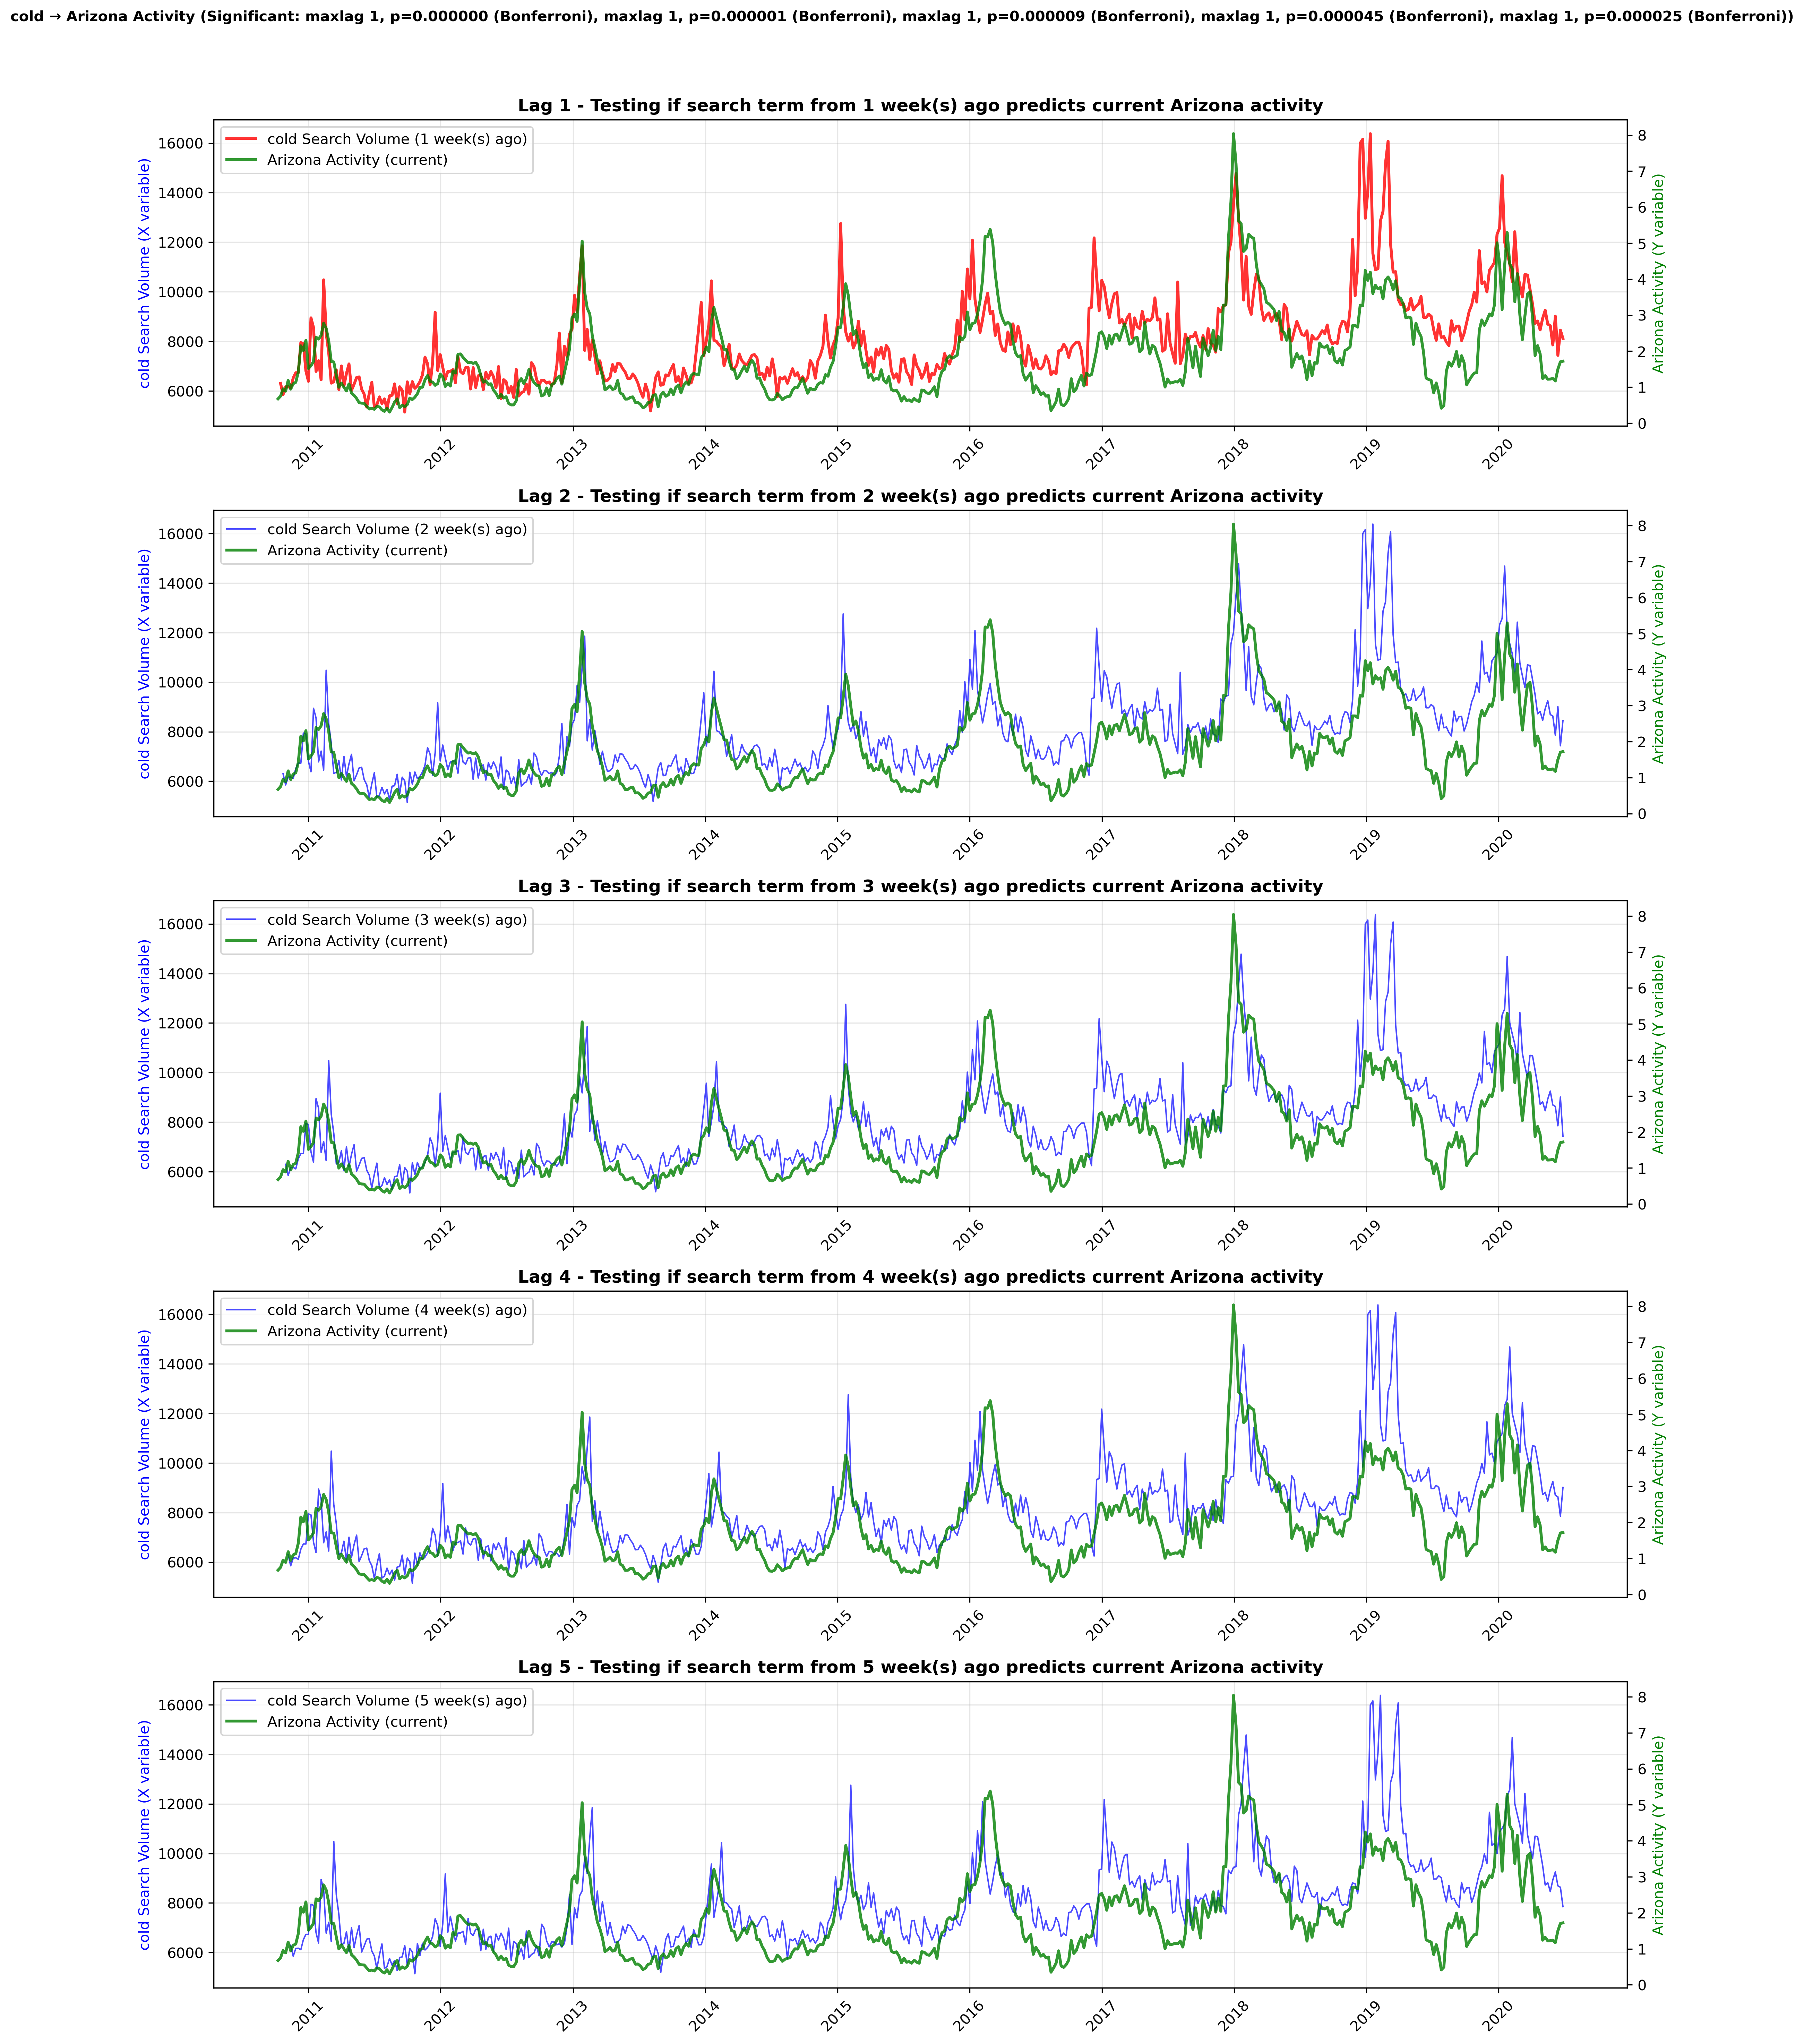 cold → Arizona Activity (Significant: maxlag 1, p=0.000000 (Bonferroni), maxlag 1, p=0.000001 (Bonferroni), maxlag 1, p=0.000009 (Bonferroni), maxlag 1, p=0.000045 (Bonferroni), maxlag 1, p=0.000025 (Bonferroni))
Lag 1 - Testing if search term from 1 week(s) ago predicts current Arizona activity
cold Search Volume (1 week(s) ago)
Arizona Activity (current)
cold Search Volume (X variable)
16000
14000
12000
10000
8000
6000
8
7
6
5
4
3
2
1
0
Arizona Activity (Y variable)
2011 2012 2013 2014 2015 2016 2017 2018 2019 2020
Lag 2 - Testing if search term from 2 week(s) ago predicts current Arizona activity
cold Search Volume (2 week(s) ago)
Arizona Activity (current)
cold Search Volume (X variable)
16000
14000
12000
10000
8000
6000
8
7
6
5
4
3
2
1
0
Arizona Activity (Y variable)
2011 2012 2013 2014 2015 2016 2017 2018 2019 2020
Lag 3 - Testing if search term from 3 week(s) ago predicts current Arizona activity
cold Search Volume (3 week(s) ago)
Arizona Activity (current)
cold Search Volume (X variable)
16000
14000
12000
10000
8000
6000
8
7
6
5
4
3
2
1
0
Arizona Activity (Y variable)
2011 2012 2013 2014 2015 2016 2017 2018 2019 2020
Lag 4 - Testing if search term from 4 week(s) ago predicts current Arizona activity
cold Search Volume (4 week(s) ago)
Arizona Activity (current)
cold Search Volume (X variable)
16000
14000
12000
10000
8000
6000
8
7
6
5
4
3
2
1
0
Arizona Activity (Y variable)
2011 2012 2013 2014 2015 2016 2017 2018 2019 2020
Lag 5 - Testing if search term from 5 week(s) ago predicts current Arizona activity
cold Search Volume (5 week(s) ago)
Arizona Activity (current)
cold Search Volume (X variable)
16000
14000
12000
10000
8000
6000
8
7
6
5
4
3
2
1
0
Arizona Activity (Y variable)
2011 2012 2013 2014 2015 2016 2017 2018 2019 2020